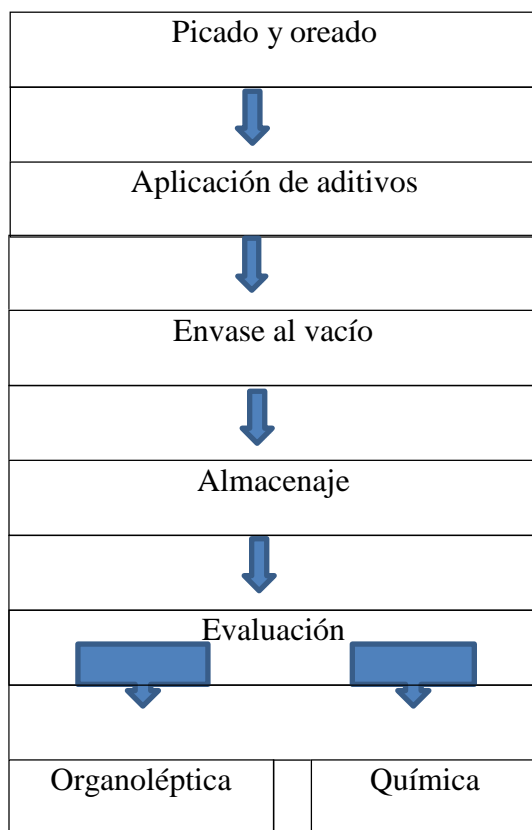 Picado y oreado
Aplicación de aditivos
Envase al vacío
Almacenaje
Evaluación
Organoléptica
Química